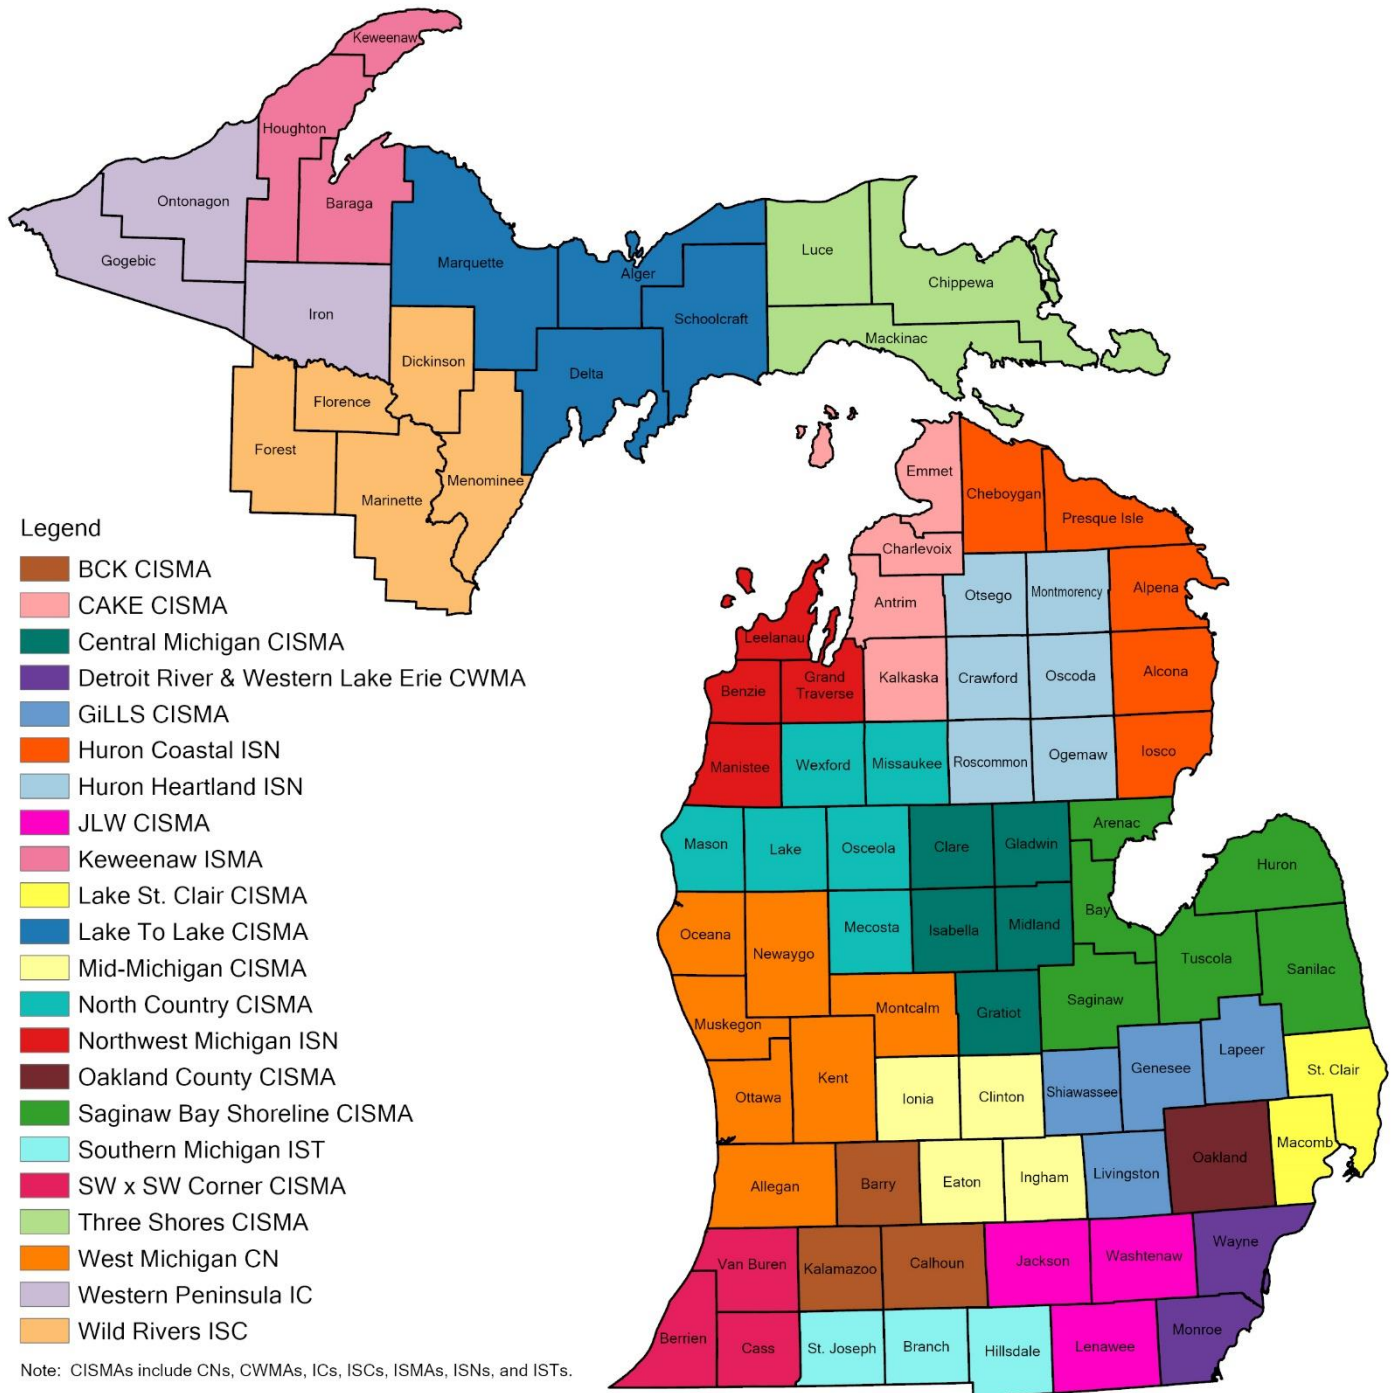 Keweenaw
Houghton
Ontonagon
Baraga
Gogebic
Marquette
Alger
Luce
Chippewa
Iron
Schoolcraft
Mackinac
Dickinson
Delta
Florence
Forest
Marinette
Menominee
Emmet
Cheboygan
Presque Isle
Charlevoix
Antrim
Otsego
Montmorency
Alpena
Leelanau
Benzie
Grand
Traverse
Kalkaska
Crawford
Oscoda
Alcona
Manistee
Wexford
Missaukee
Roscommon
Ogemaw
Iosco
Mason
Lake
Osceola
Clare
Gladwin
Arenac
Huron
Oceana
Newaygo
Mecosta
Isabella
Midland
Bay
Tuscola
Sanilac
Muskegon
Montcalm
Gratiot
Saginaw
Ottawa
Kent
Ionia
Clinton
Shiawassee
Genesee
Lapeer
St. Clair
Allegan
Barry
Eaton
Ingham
Livingston
Oakland
Macomb
Van Buren
Kalamazoo
Calhoun
Jackson
Washtenaw
Wayne
Berrien
Cass
St. Joseph
Branch
Hillsdale
Lenawee
Monroe
Legend
BCK CISMA
CAKE CISMA
Central Michigan CISMA
Detroit River & Western Lake Erie CWMA
GiLLS CISMA
Huron Coastal ISN
Huron Heartland ISN
JLW CISMA
Keweenaw ISMA
Lake St. Clair CISMA
Lake To Lake CISMA
Mid-Michigan CISMA
North Country CISMA
Northwest Michigan ISN
Oakland County CISMA
Saginaw Bay Shoreline CISMA
Southern Michigan IST
SW x SW Corner CISMA
Three Shores CISMA
West Michigan CN
Western Peninsula IC
Wild Rivers ISC
Note: CISMAs include CNs, CWMAs, ICs, ISCs, ISMAs, ISNs, and ISTs.